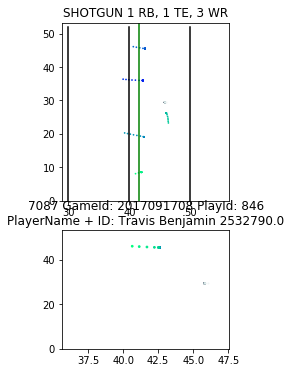 SHOTGUN 1 RB, 1 TE, 3 WR
50
40
30
20
10
0
30 40 50
7087 GameId: 2017091708 PlayId: 846
PlayerName + ID: Travis Benjamin 2532790.0
40
20
0
37.5 40.0 42.5 45.0 47.5